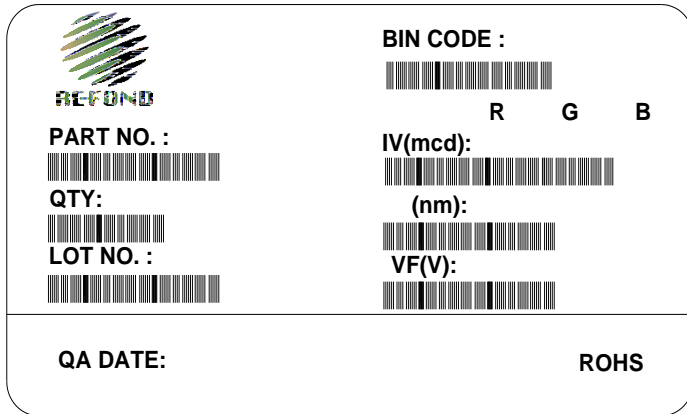 REFOND
PART NO. :
QTY:
LOT NO. :
BIN CODE :
R G B
IV(mcd):
(nm):
VF(V):
QA DATE:
ROHS